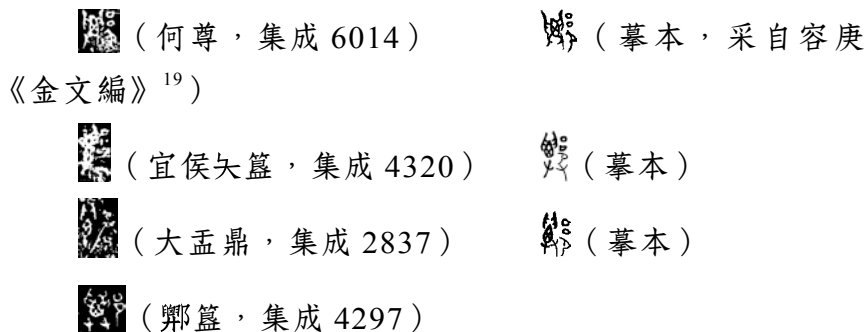 （何尊，集成 6014） （摹本，采自容庚
《金文編》19）
（宜侯夨簋，集成 4320） （摹本）
（大盂鼎，集成 2837） （摹本）
（鄸簋，集成 4297）